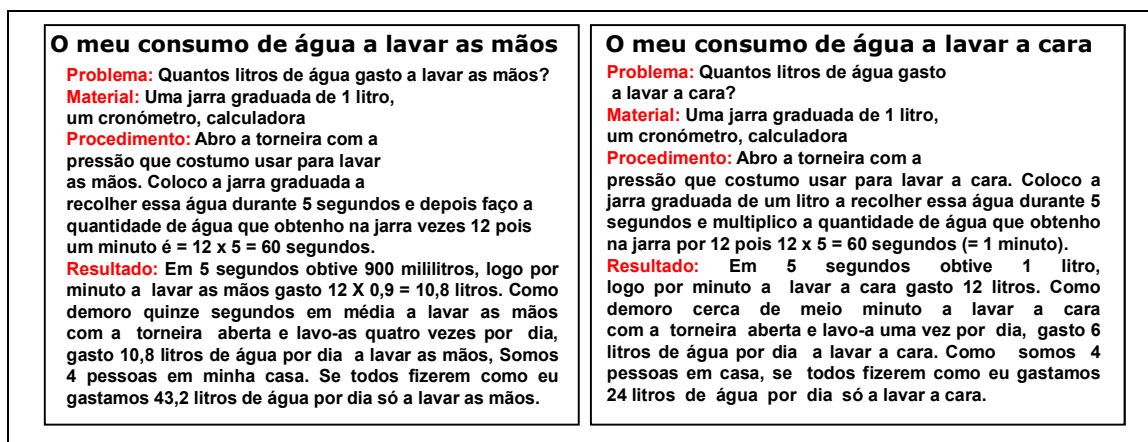 O meu consumo de água a lavar as mãos
Problema: Quantos litros de água gasto a lavar as mãos?
Material: Uma jarra graduada de 1 litro,
um cronómetro, calculadora
Procedimento: Abro a torneira com a
pressão que costumo usar para lavar
as mãos. Coloco a jarra graduada a
recolher essa água durante 5 segundos e depois faço a
quantidade de água que obtenho na jarra vezes 12 pois
um minuto é = 12 x 5 = 60 segundos.
Resultado: Em 5 segundos obtive 900 mililitros, logo por
minuto a lavar as mãos gasto 12 X 0,9 = 10,8 litros. Como
demoro quinze segundos em média a lavar as mãos
com a torneira aberta e lavo-as quatro vezes por dia,
gasto 10,8 litros de água por dia a lavar as mãos, Somos
4 pessoas em minha casa. Se todos fizerem como eu
gastamos 43,2 litros de água por dia só a lavar as mãos.
O meu consumo de água a lavar a cara
Problema: Quantos litros de água gasto
a lavar a cara?
Material: Uma jarra graduada de 1 litro,
um cronómetro, calculadora
Procedimento: Abro a torneira com a
pressão que costumo usar para lavar a cara. Coloco a
jarra graduada de um litro a recolher essa água durante 5
segundos e multiplico a quantidade de água que obtenho
na jarra por 12 pois 12 x 5 = 60 segundos (= 1 minuto).
Resultado: Em 5 segundos obtive 1 litro,
logo por minuto a lavar a cara gasto 12 litros. Como
demoro cerca de meio minuto a lavar a cara
com a torneira aberta e lavo-a uma vez por dia, gasto 6
litros de água por dia a lavar a cara. Como somos 4
pessoas em casa, se todos fizerem como eu gastamos
24 litros de água por dia só a lavar a cara.